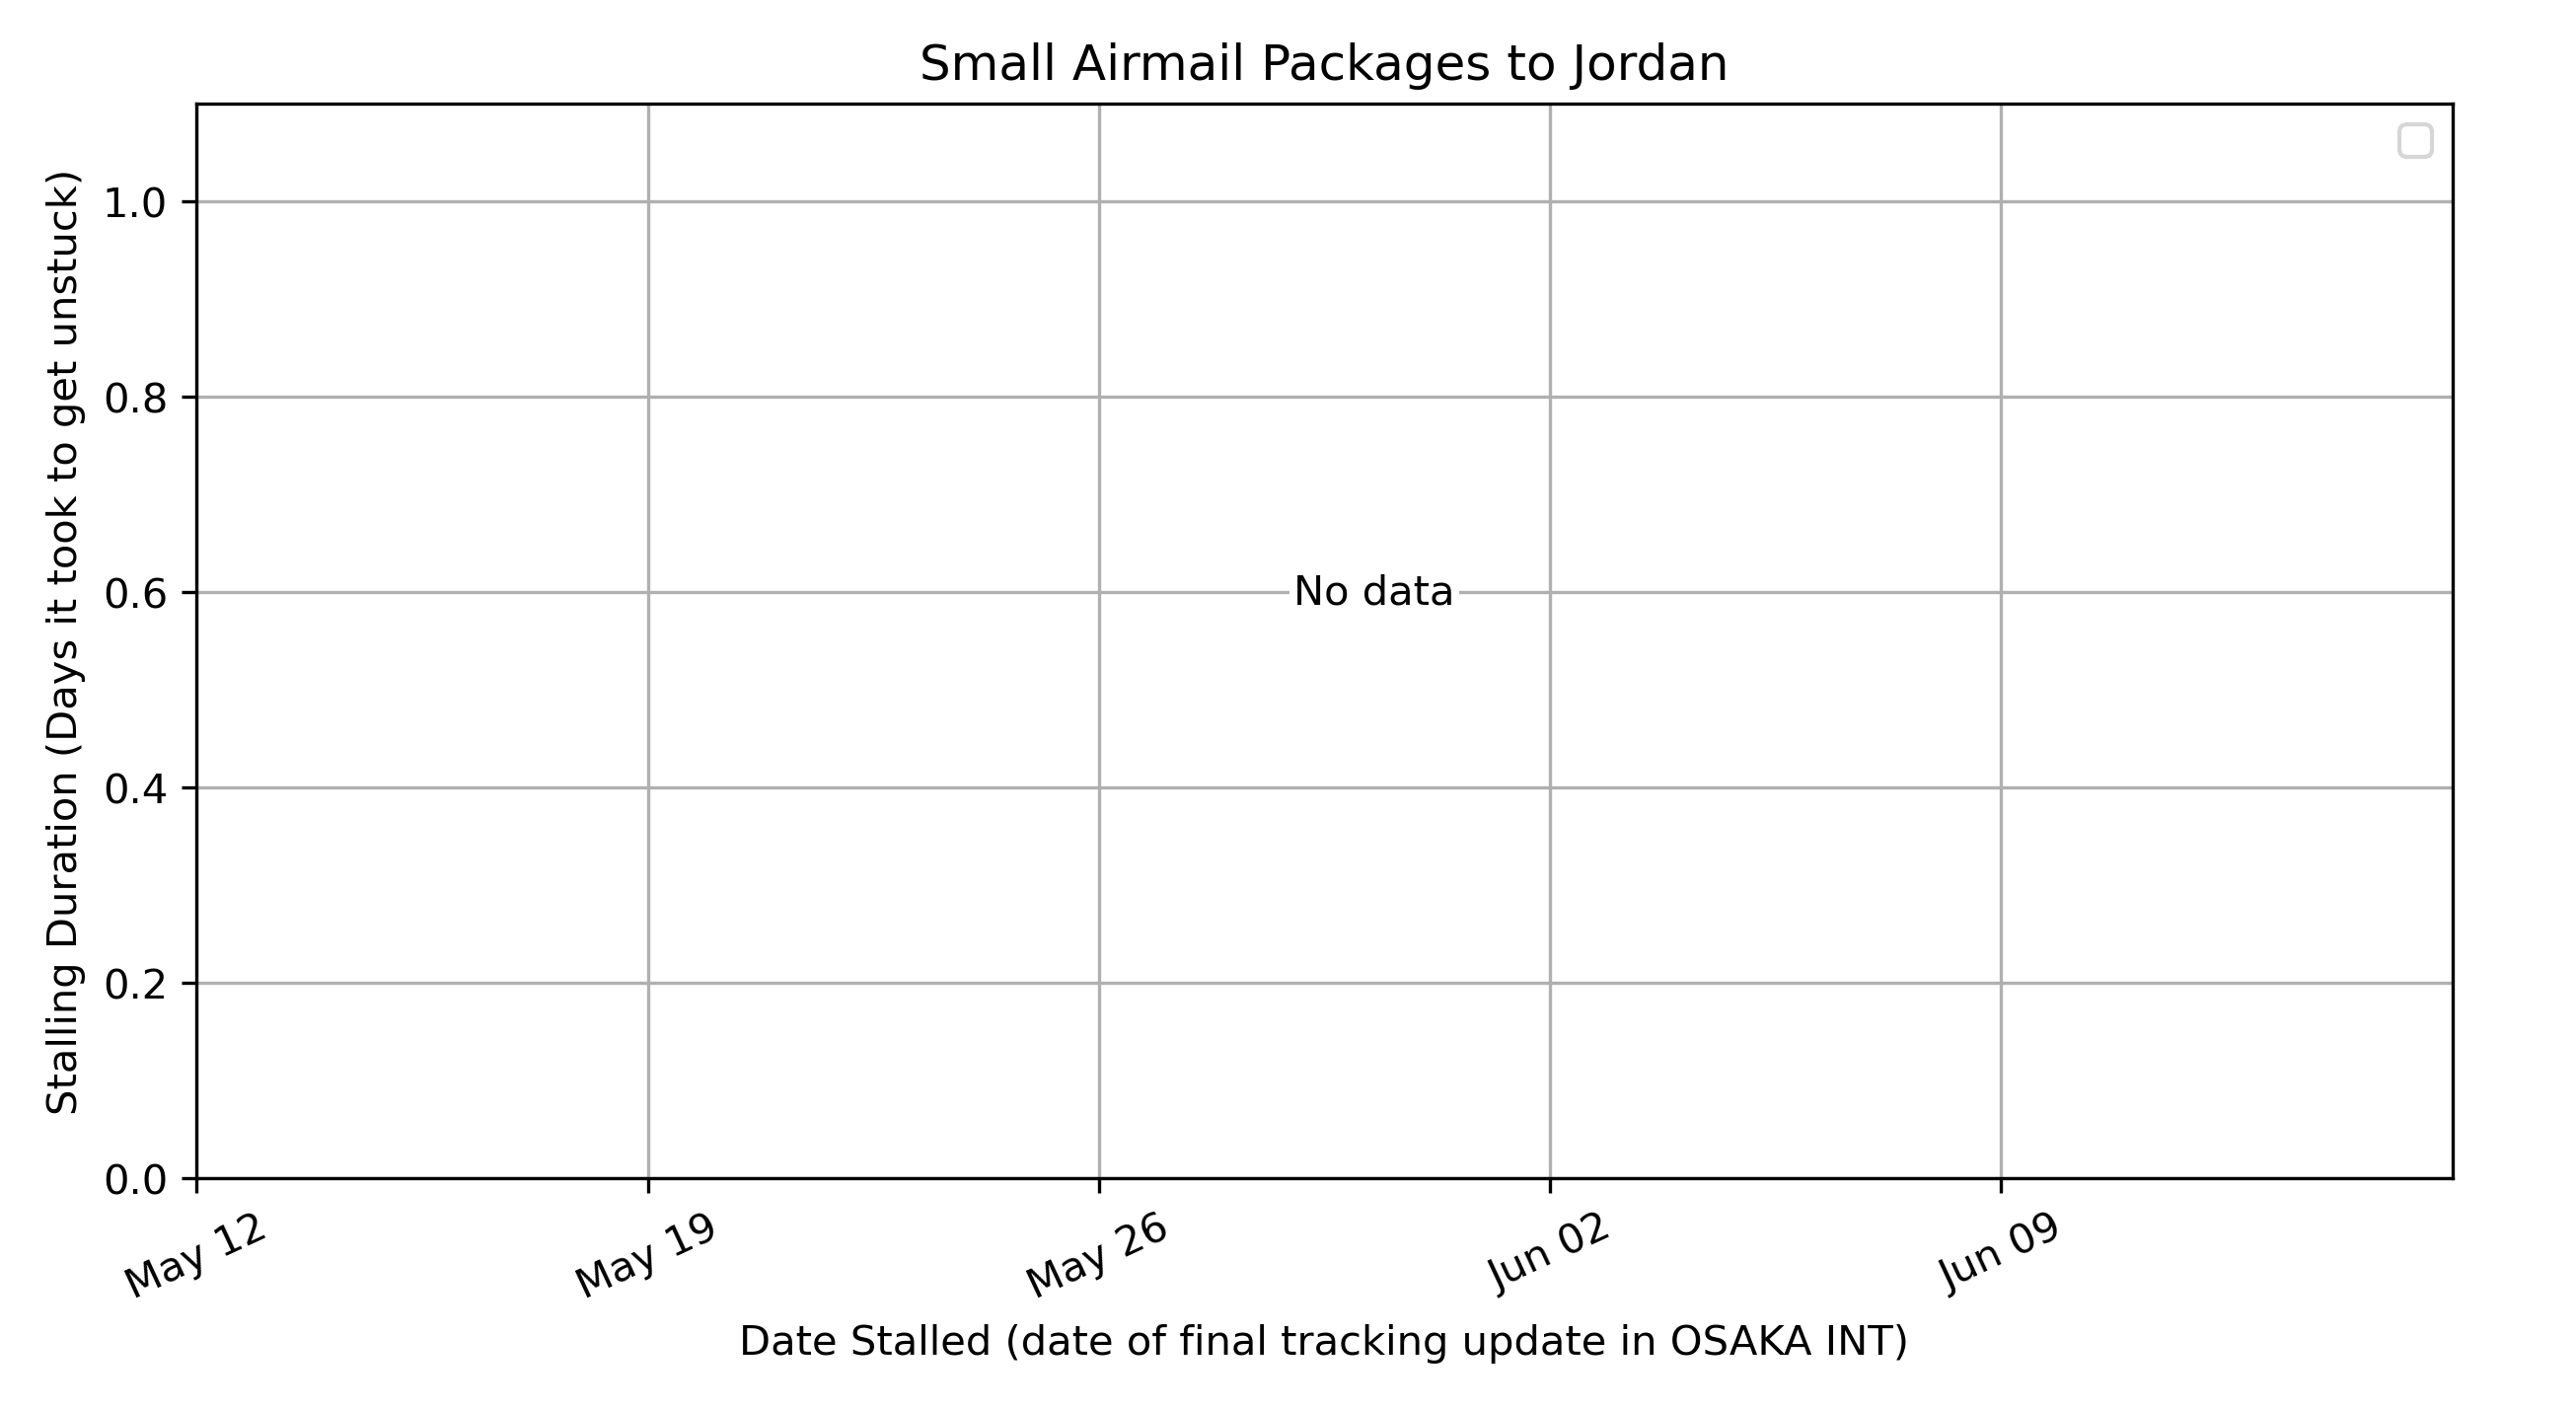 Small Airmail Packages to Jordan
Stalling Duration (Days it took to get unstuck)
1.0
0.8
0.6
0.4
0.2
0.0
No data
May 12
May 19
May 26
Jun 02
Jun 09
Date Stalled (date of final tracking update in OSAKA INT)